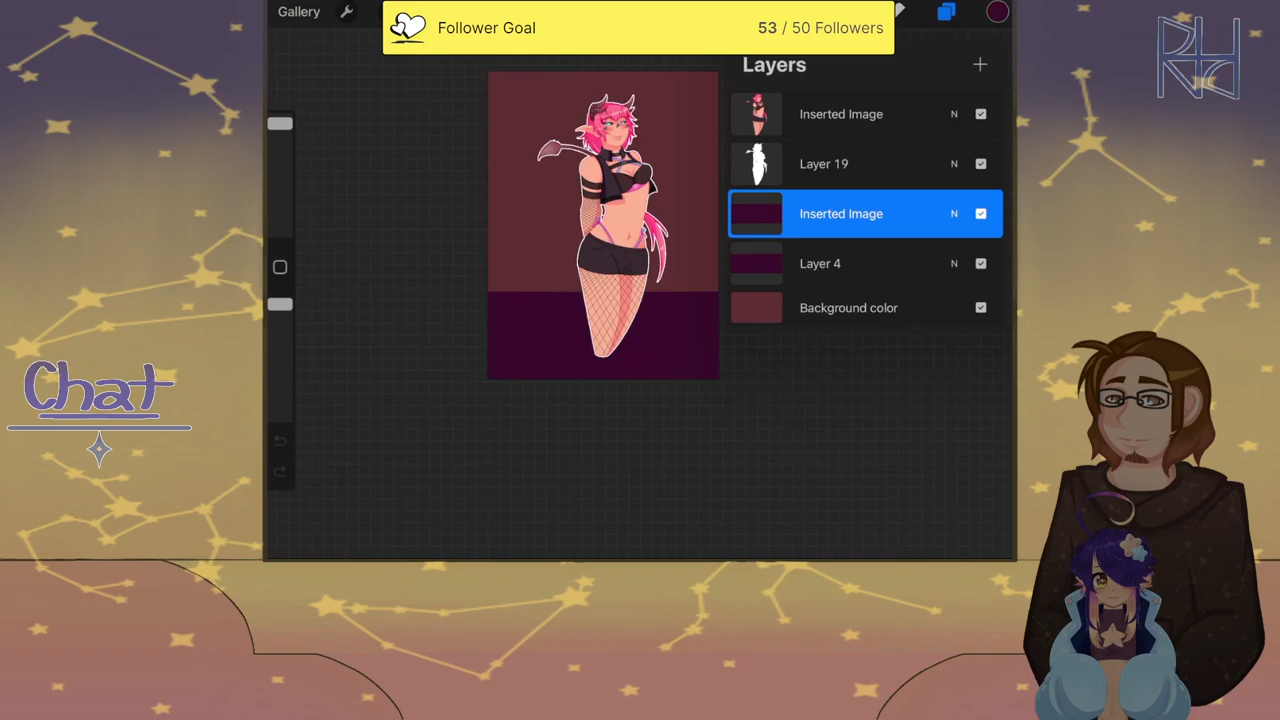 Gallery
Follower Goal
53 / 50 Followers
Layers
Inserted Image N
Layer 19 N
Inserted Image N
Layer 4 N
Background color
Chat